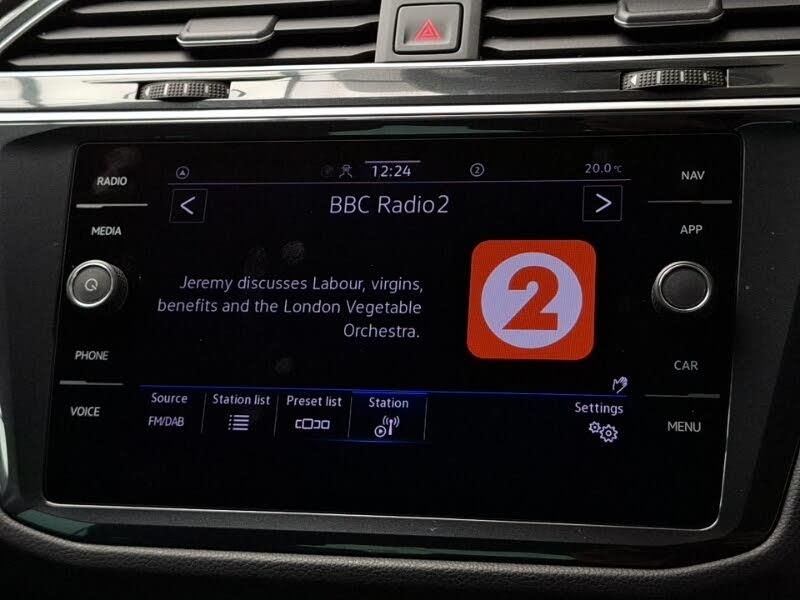 RADIO
MEDIA
PHONE
VOICE
12:24
2
20.0°C
BBC Radio2
Jeremy discusses Labour, virgins,
benefits and the London Vegetable
Orchestra.
2
Source
FM/DAB
Station list
Preset list
Station
Settings
NAV
APP
CAR
MENU